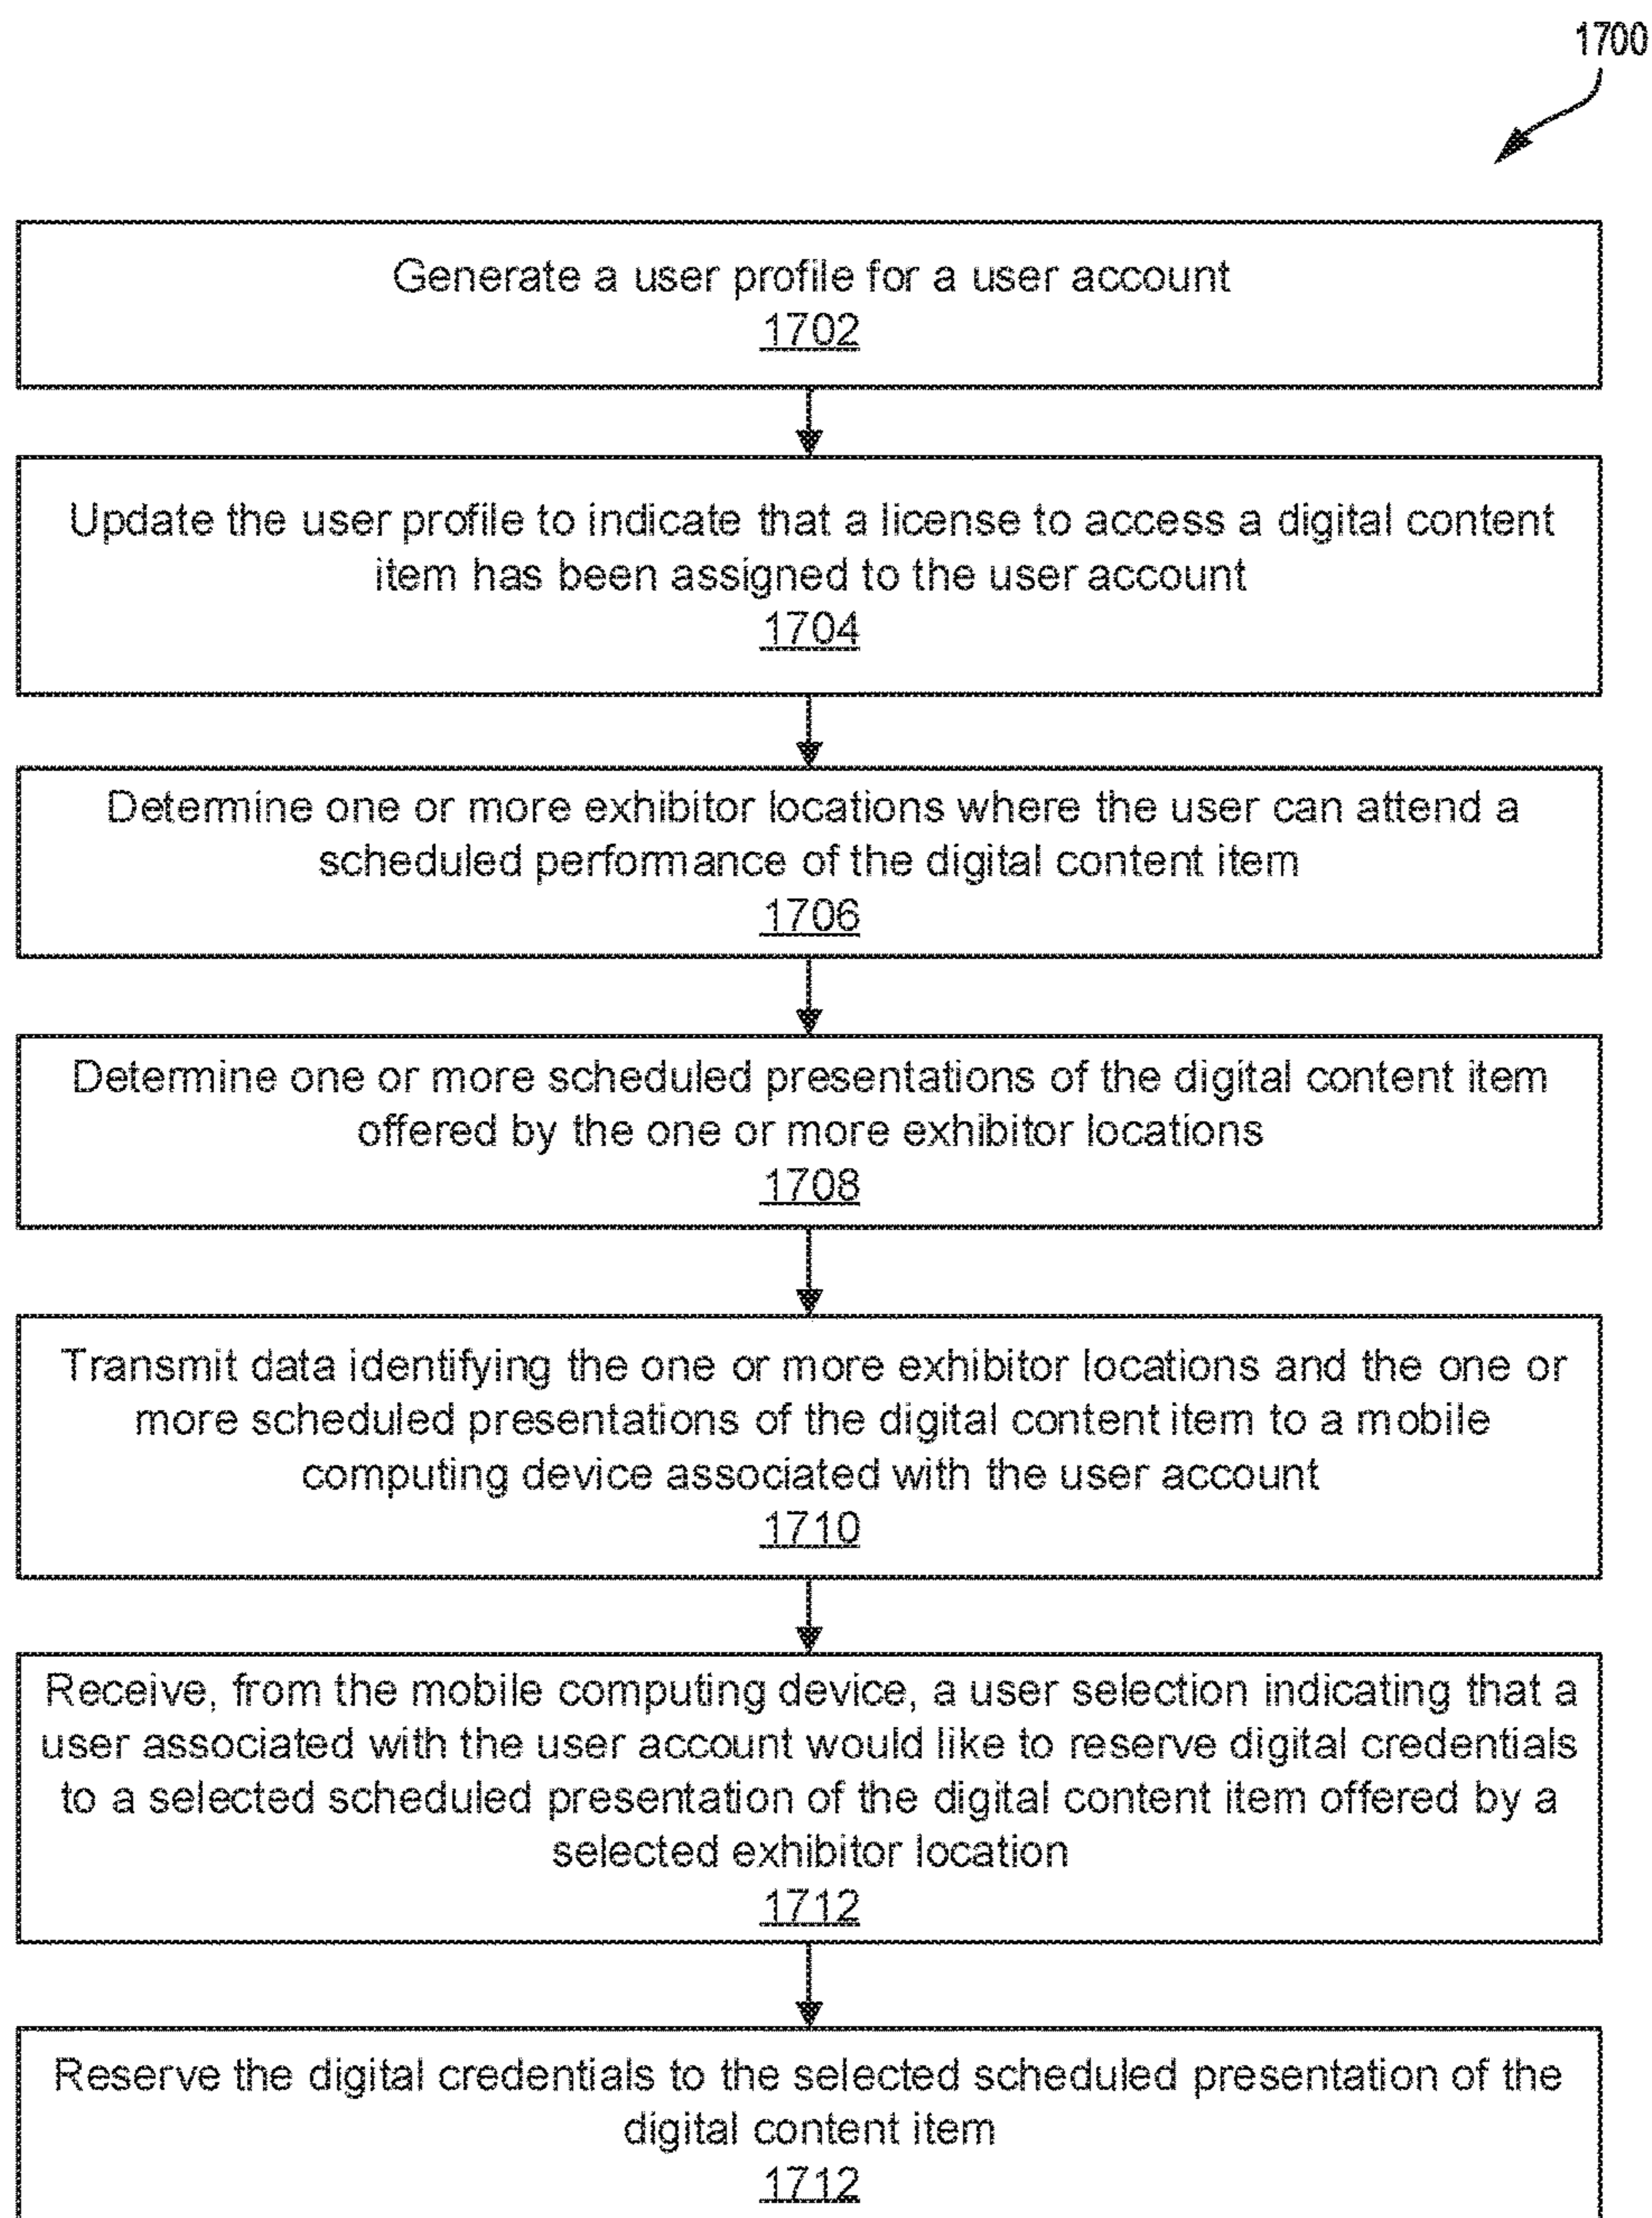 1700
Generate a user profile for a user account
1702
Update the user profile to indicate that a license to access a digital content
item has been assigned to the user account
1704
Determine one or more exhibitor locations where the user can attend a
scheduled performance of the digital content item
1706
Determine one or more scheduled presentations of the digital content item
offered by the one or more exhibitor locations
1708
Transmit data identifying the one or more exhibitor locations and the one or
more scheduled presentations of the digital content item to a mobile
computing device associated with the user account
1710
Receive, from the mobile computing device, a user selection indicating that a
user associated with the user account would like to reserve digital credentials
to a selected scheduled presentation of the digital content item offered by a
selected exhibitor location
1712
Reserve the digital credentials to the selected scheduled presentation of the
digital content item
1712